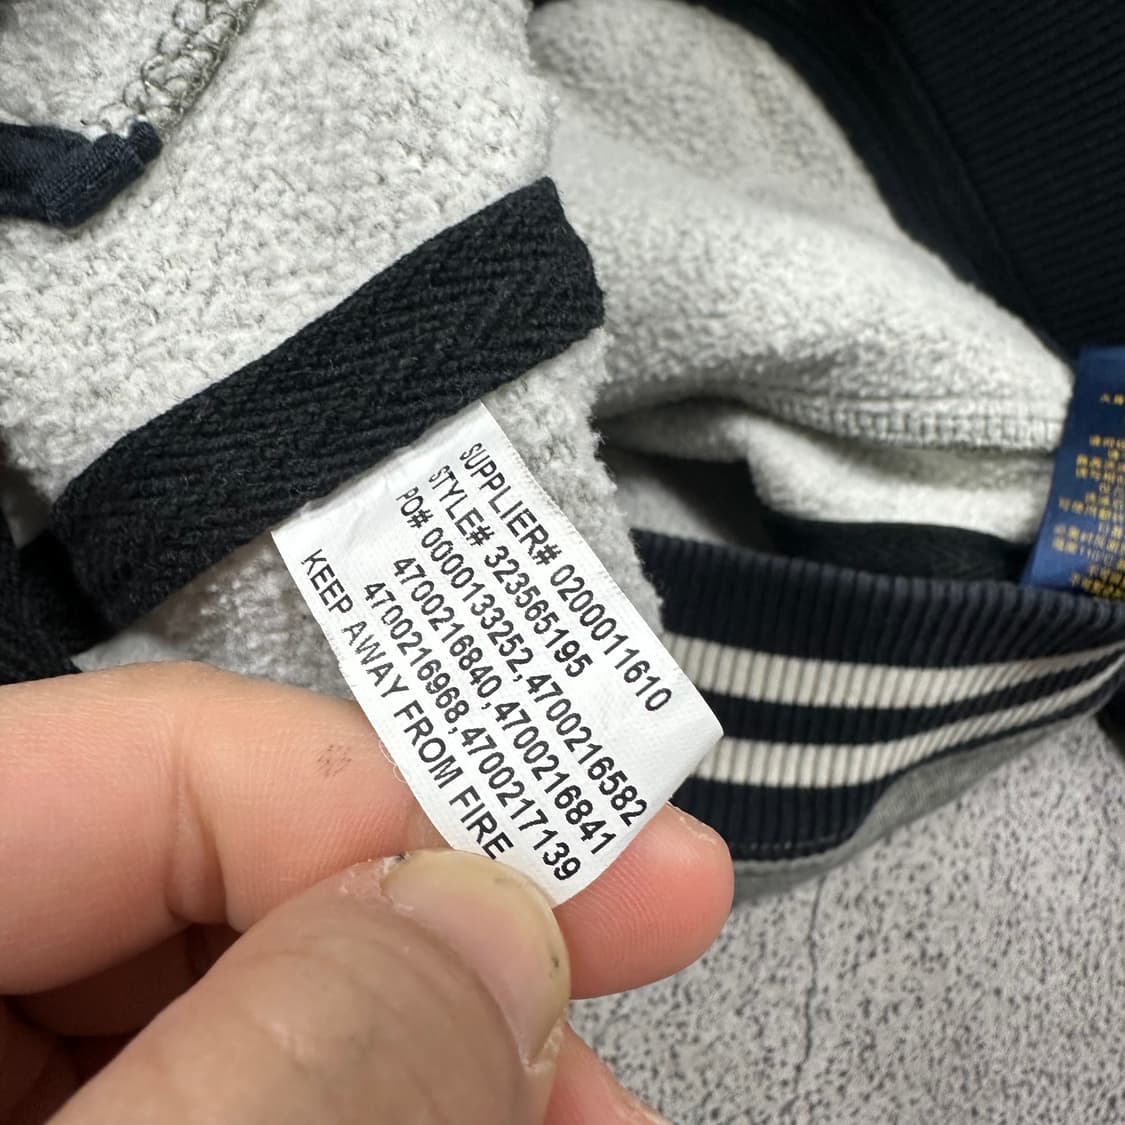 SUPPLIER# 0200011610
STYLE# 323565195
PO# 0000133252,4700216582
4700216840,4700216841
4700216968,4700217139
KEEP AWAY FROM FIRE